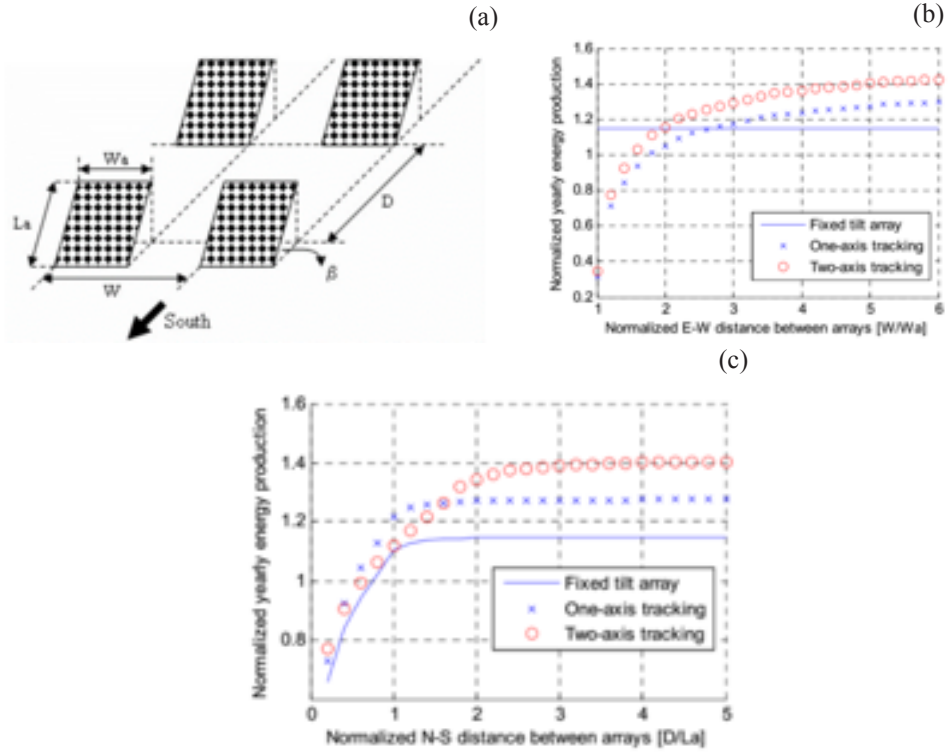 (a)
Wa
La
D
W
β
South
(b)
Normalized yearly energy production
1.6
1.4
1.2
1
0.8
0.6
0.4
0.2
Fixed tilt array
One-axis tracking
Two-axis tracking
1 2 3 4 5 6
Normalized E-W distance between arrays [W/Wa]
(c)
Normalized yearly energy production
1.6
1.4
1.2
1
0.8
Fixed tilt array
One-axis tracking
Two-axis tracking
0 1 2 3 4 5
Normalized N-S distance between arrays [D/La]